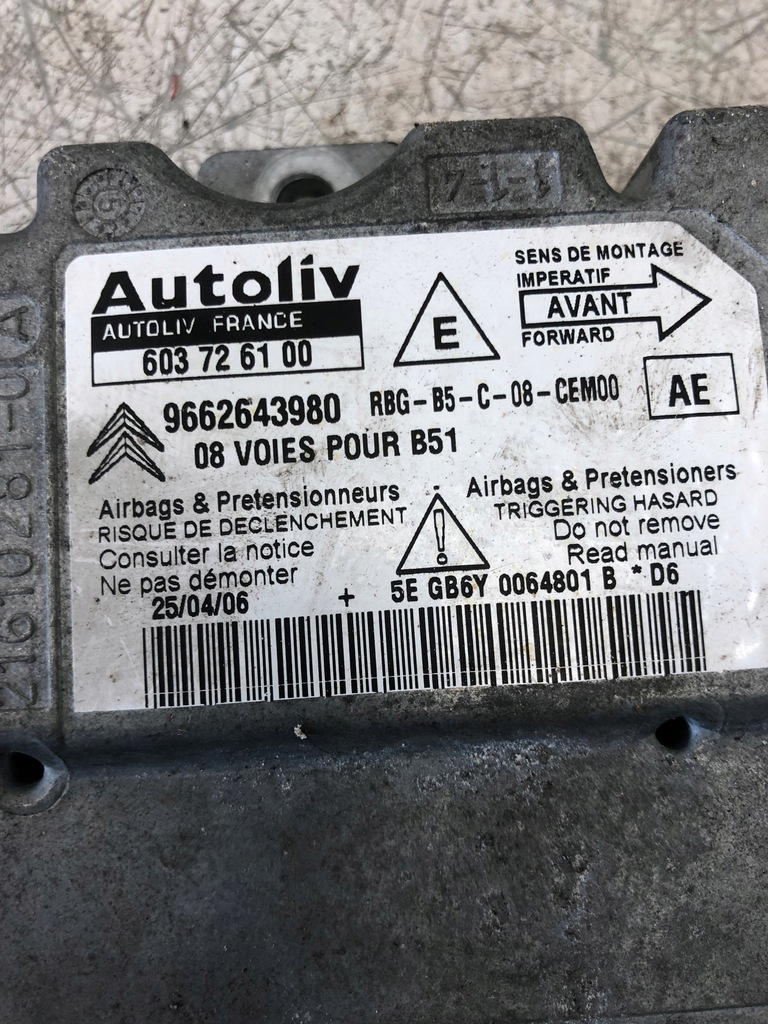 Autoliv
AUTOLIV FRANCE
603 72 61 00
E
SENS DE MONTAGE
IMPERATIF
AVANT
FORWARD
9662643980 RBG-B5-C-08-CEM00 AE
08 VOIES POUR B51
Airbags & Pretensionneurs
RISQUE DE DECLENCHEMENT
Consulter la notice
Ne pas démonter
25/04/06
!
Airbags & Pretensioners
TRIGGERING HASARD
Do not remove
Read manual
+ 5E GB6Y 0064801 B * D6